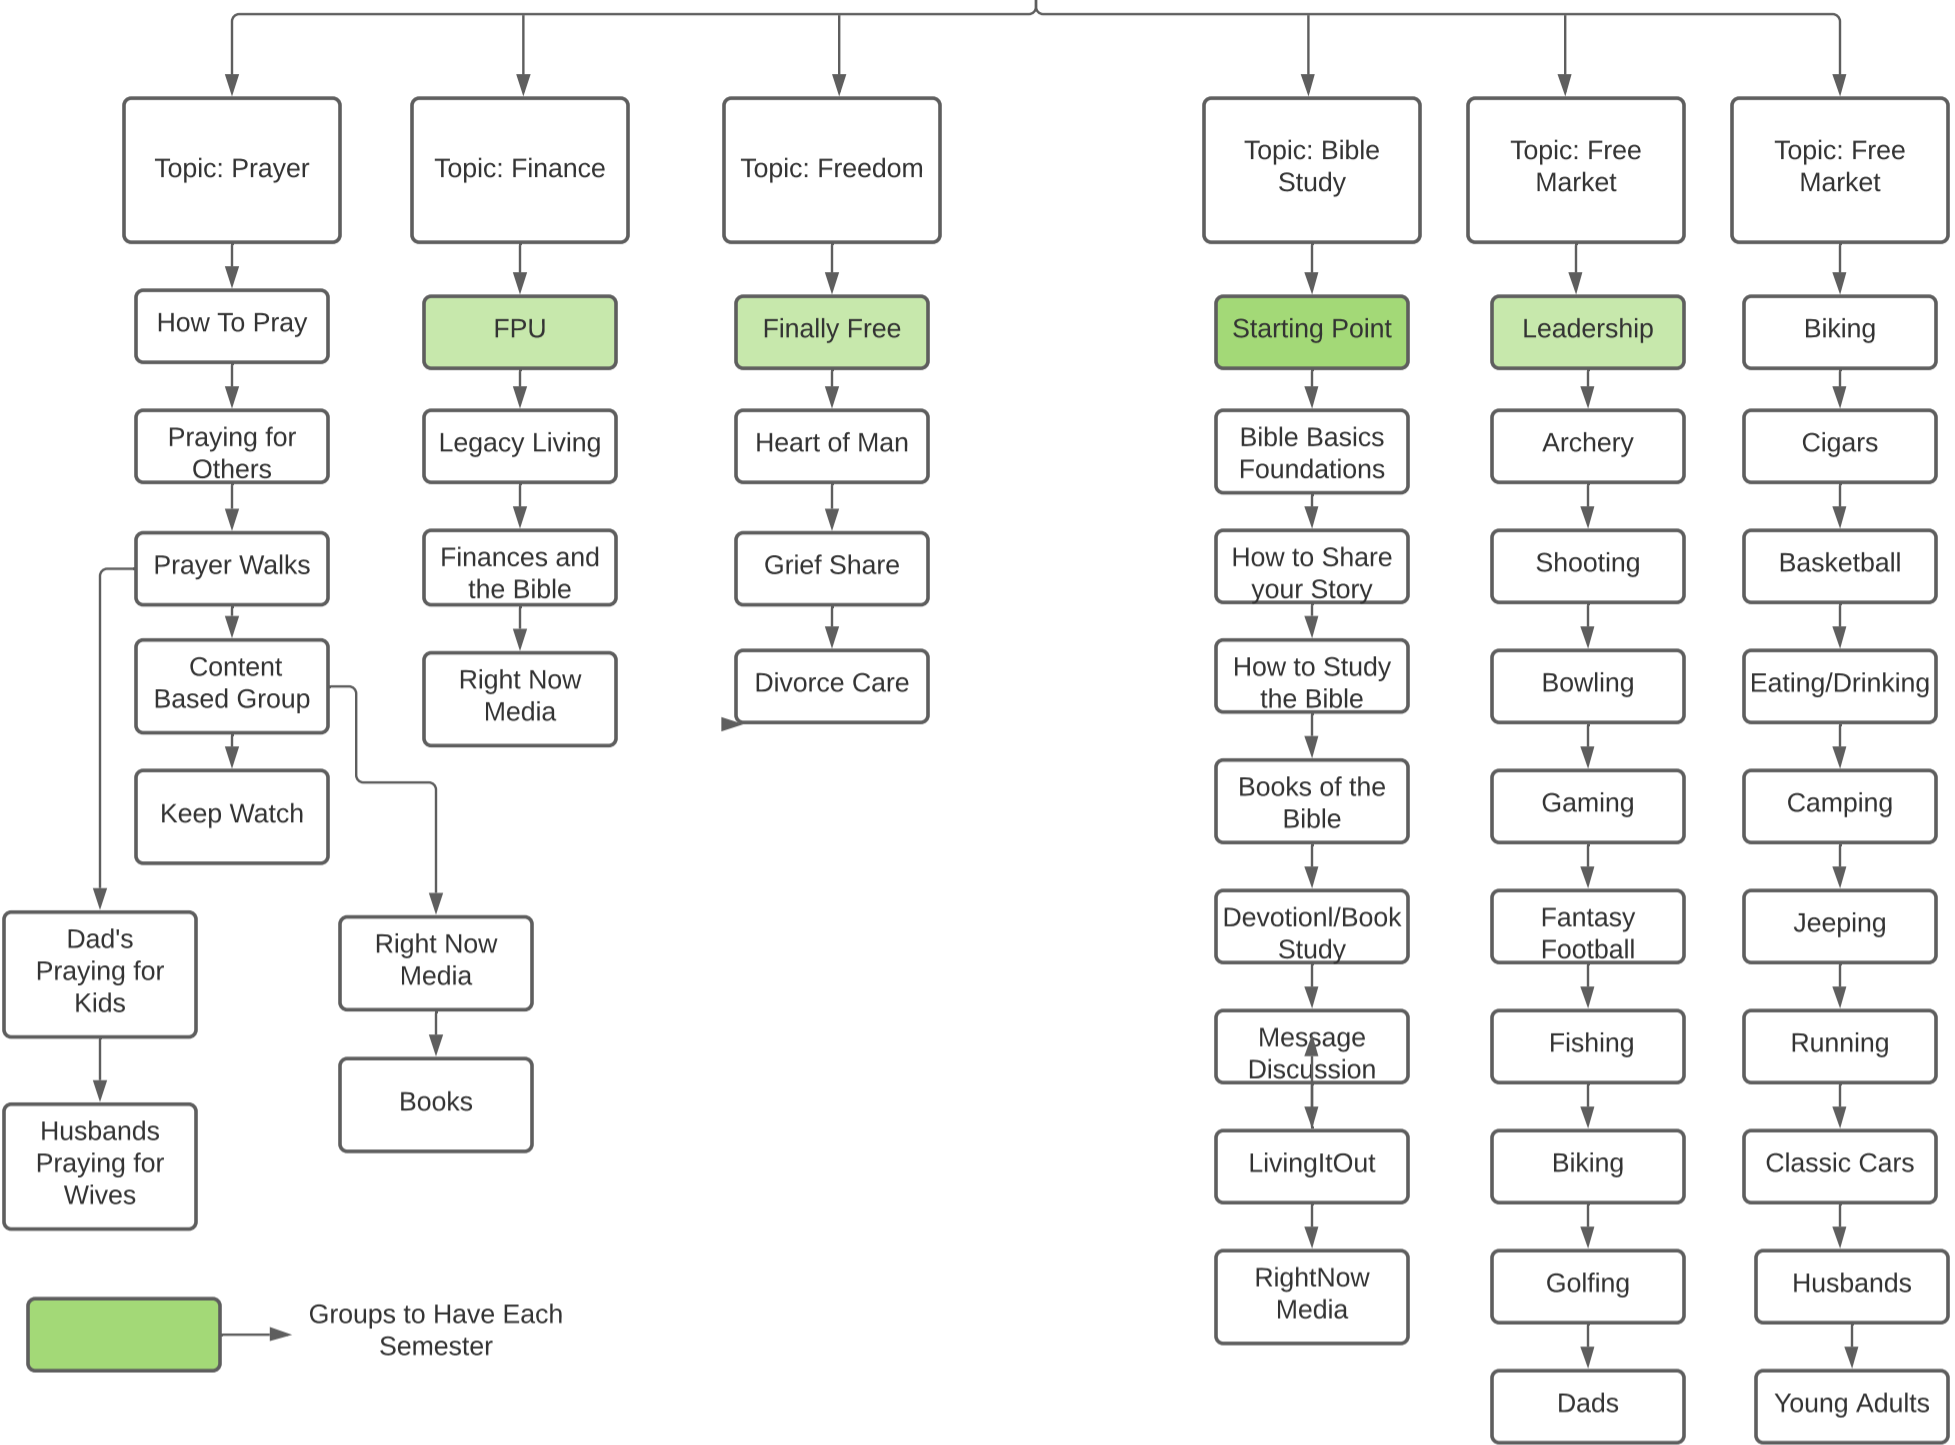 Topic: Prayer
How To Pray
Praying for
Others
Prayer Walks
Content
Based Group
Keep Watch
Dad's
Praying for
Kids
Husbands
Praying for
Wives
Right Now
Media
Books
Topic: Finance
FPU
Legacy Living
Finances and
the Bible
Right Now
Media
Topic: Freedom
Finally Free
Heart of Man
Grief Share
Divorce Care
Topic: Bible
Study
Starting Point
Bible Basics
Foundations
How to Share
your Story
How to Study
the Bible
Books of the
Bible
Devotionl/Book
Study
Message
Discussion
LivingItOut
RightNow
Media
Topic: Free
Market
Leadership
Archery
Shooting
Bowling
Gaming
Fantasy
Football
Fishing
Biking
Golfing
Dads
Topic: Free
Market
Biking
Cigars
Basketball
Eating/Drinking
Camping
Jeeping
Running
Classic Cars
Husbands
Young Adults
Groups to Have Each
Semester